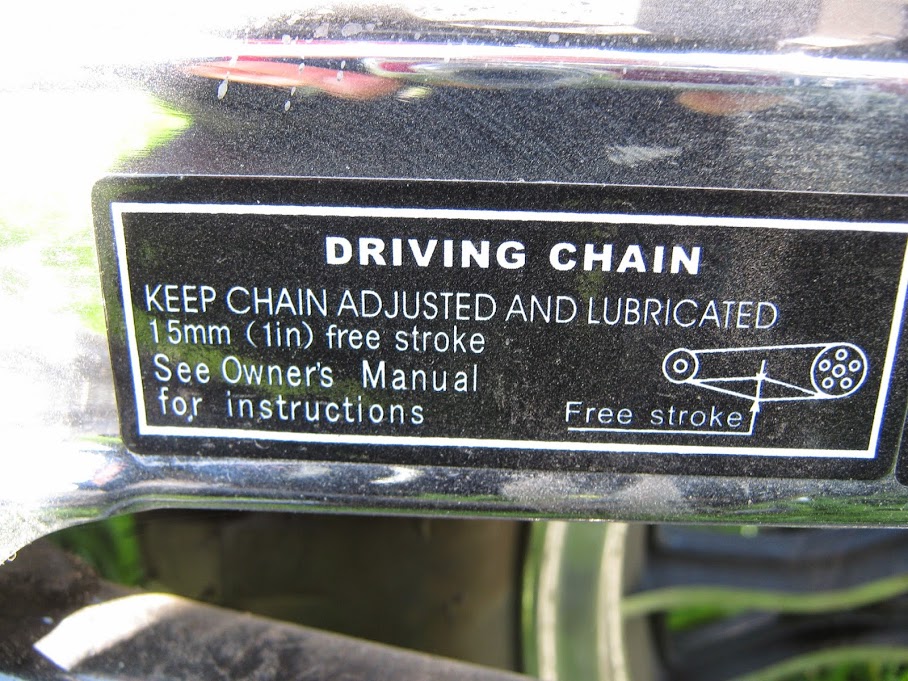 DRIVING CHAIN
KEEP CHAIN ADJUSTED AND LUBRICATED
15mm (1in) free stroke
See Owner's Manual
for instructions
Free stroke